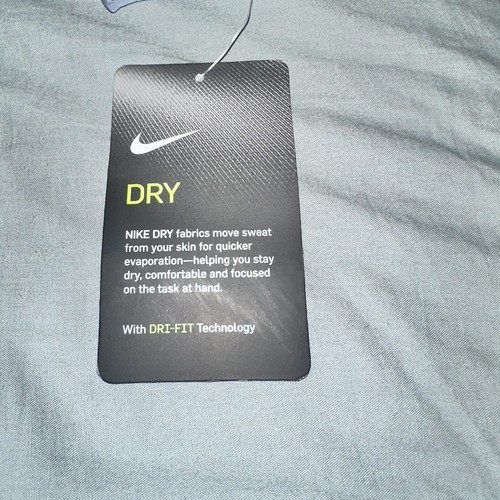 DRY
NIKE DRY fabrics move sweat
from your skin for quicker
evaporation—helping you stay
dry, comfortable and focused
on the task at hand.
With DRI-FIT Technology